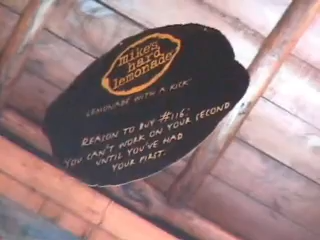 mike's
hard
lemonade
LEMONADE WITH A KICK
REASON TO BUY #116:
YOU CAN'T WORK ON YOUR SECOND
UNTIL YOU'VE HAD
YOUR FIRST.